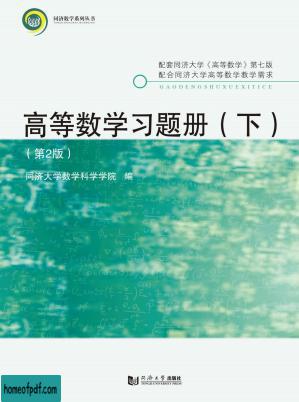 同济数学系列丛书
配套同济大学《高等数学》第七版
配合同济大学高等数学教学需求
GAODENGSHUXUEXITICE
高等数学习题册(下)
(第2版)
同济大学数学科学学院 编
同济大学出版社
TONGJI UNIVERSITY PRESS
homeofpdf.com